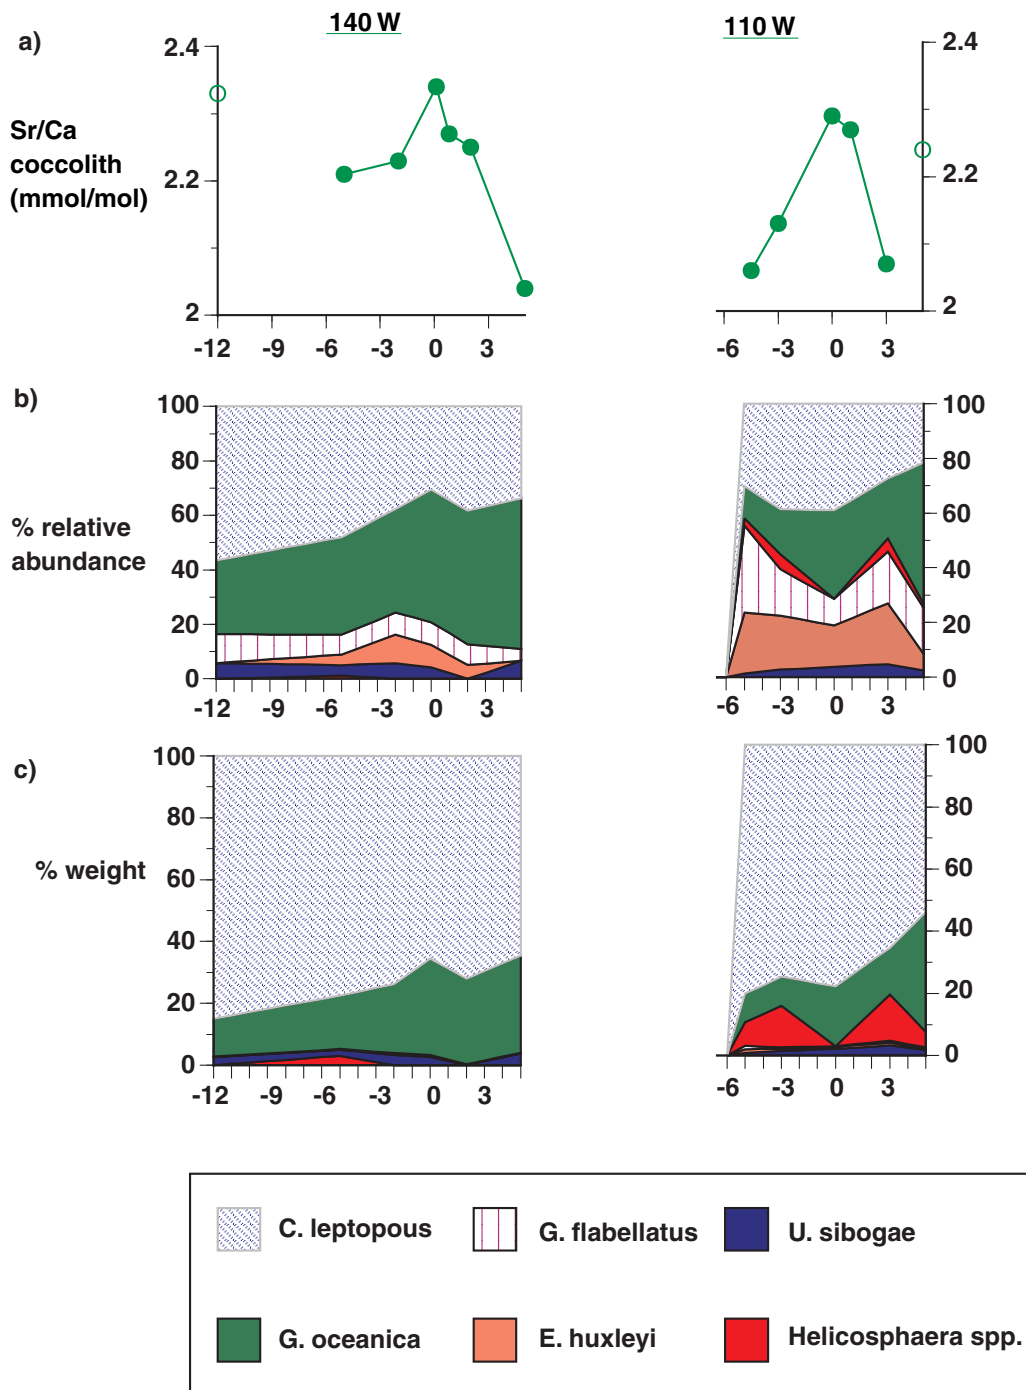 140 W
110 W
a)
Sr/Ca
coccolith
(mmol/mol)
2.4
2.2
2
-12 -9 -6 -3 0 3
2.4
2.2
2
-6 -3 0 3
b)
% relative
abundance
100
80
60
40
20
0
-12 -9 -6 -3 0 3
100
80
60
40
20
0
-6 -3 0 3
c)
% weight
100
80
60
40
20
0
-12 -9 -6 -3 0 3
100
80
60
40
20
0
-6 -3 0 3
C. leptopous
G. flabellatus
U. sibogae
G. oceanica
E. huxleyi
Helicosphaera spp.